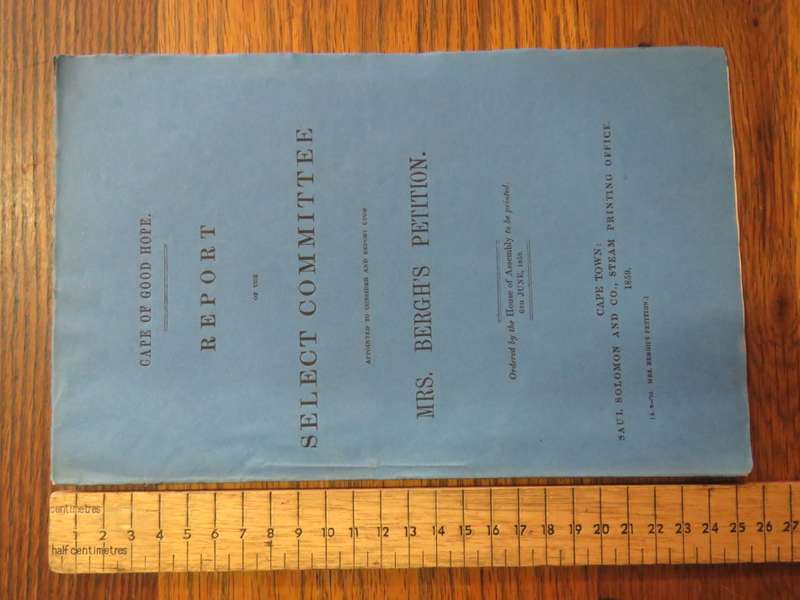 CAPE OF GOOD HOPE.
REPORT
OF THE
SELECT COMMITTEE
APPOINTED TO CONSIDER AND REPORT UPON
MRS. BERGH'S PETITION.
Ordered by the House of Assembly to be printed.
6TH JUNE, 1859.
CAPE TOWN:
SAUL SOLOMON AND CO., STEAM PRINTING OFFICE.
1859.
MRS. BERGH'S PETITION.]
centimetres
1 2 3 4 5 6 7 8 9 10 11 12 13 14 15 16 17 18 19 20 21 22 23 24 25 26 27
half centimetres